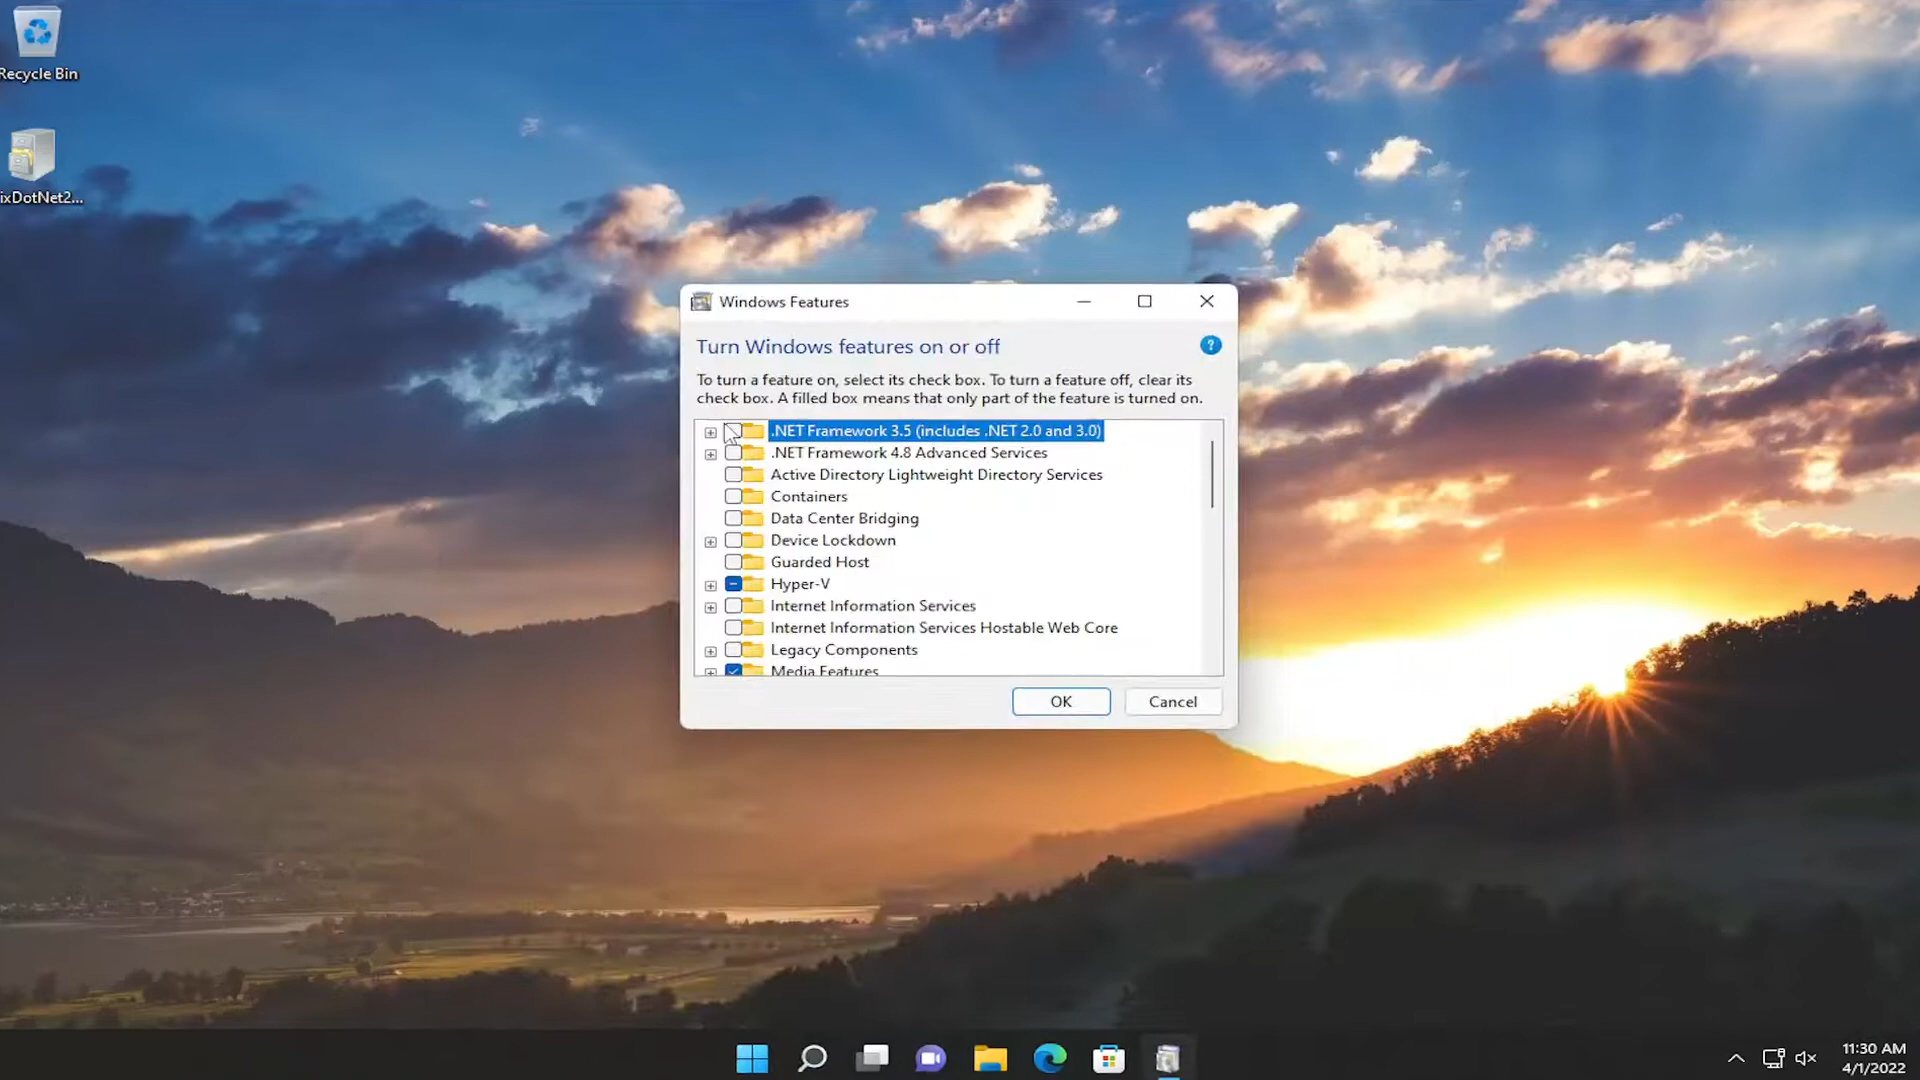 Recycle Bin
ixDotNet2...
Windows Features
Turn Windows features on or off
To turn a feature on, select its check box. To turn a feature off, clear its
check box. A filled box means that only part of the feature is turned on.
.NET Framework 3.5 (includes .NET 2.0 and 3.0)
.NET Framework 4.8 Advanced Services
Active Directory Lightweight Directory Services
Containers
Data Center Bridging
Device Lockdown
Guarded Host
Hyper-V
Internet Information Services
Internet Information Services Hostable Web Core
Legacy Components
Media Features
OK
Cancel
11:30 AM
4/1/2022